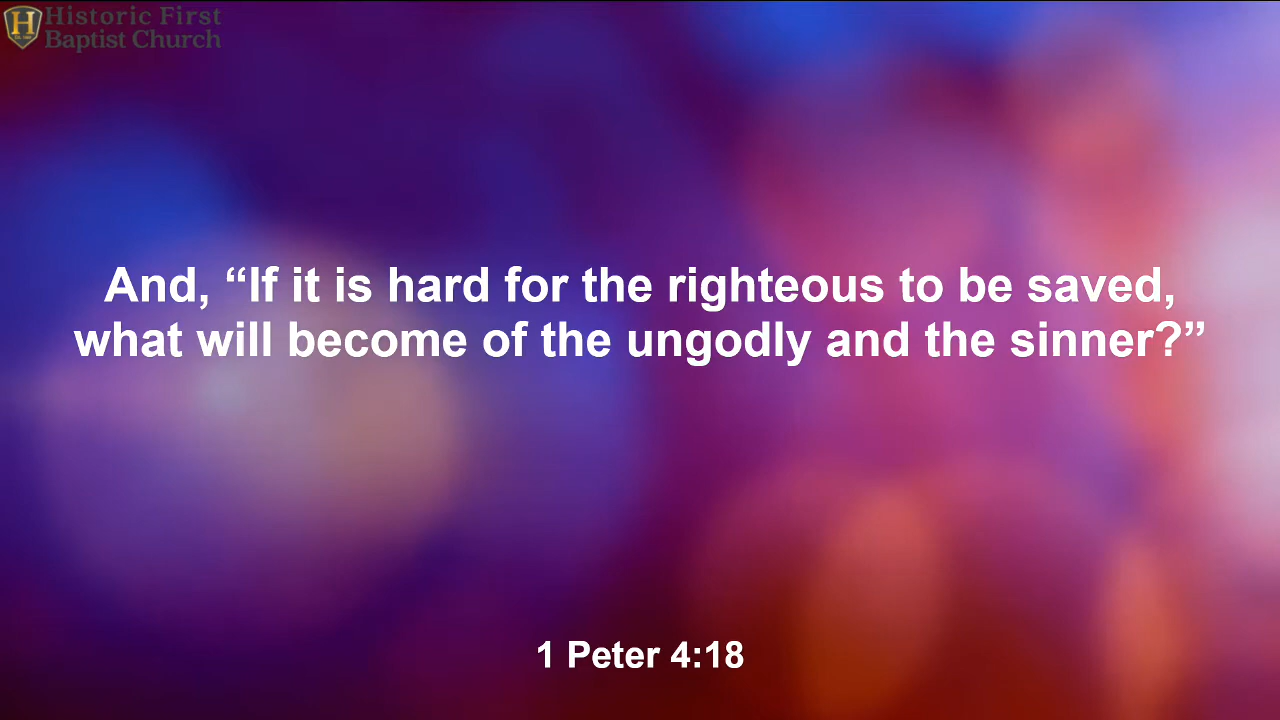 Historic First
Baptist Church
H
And, “If it is hard for the righteous to be saved,
what will become of the ungodly and the sinner?”
1 Peter 4:18